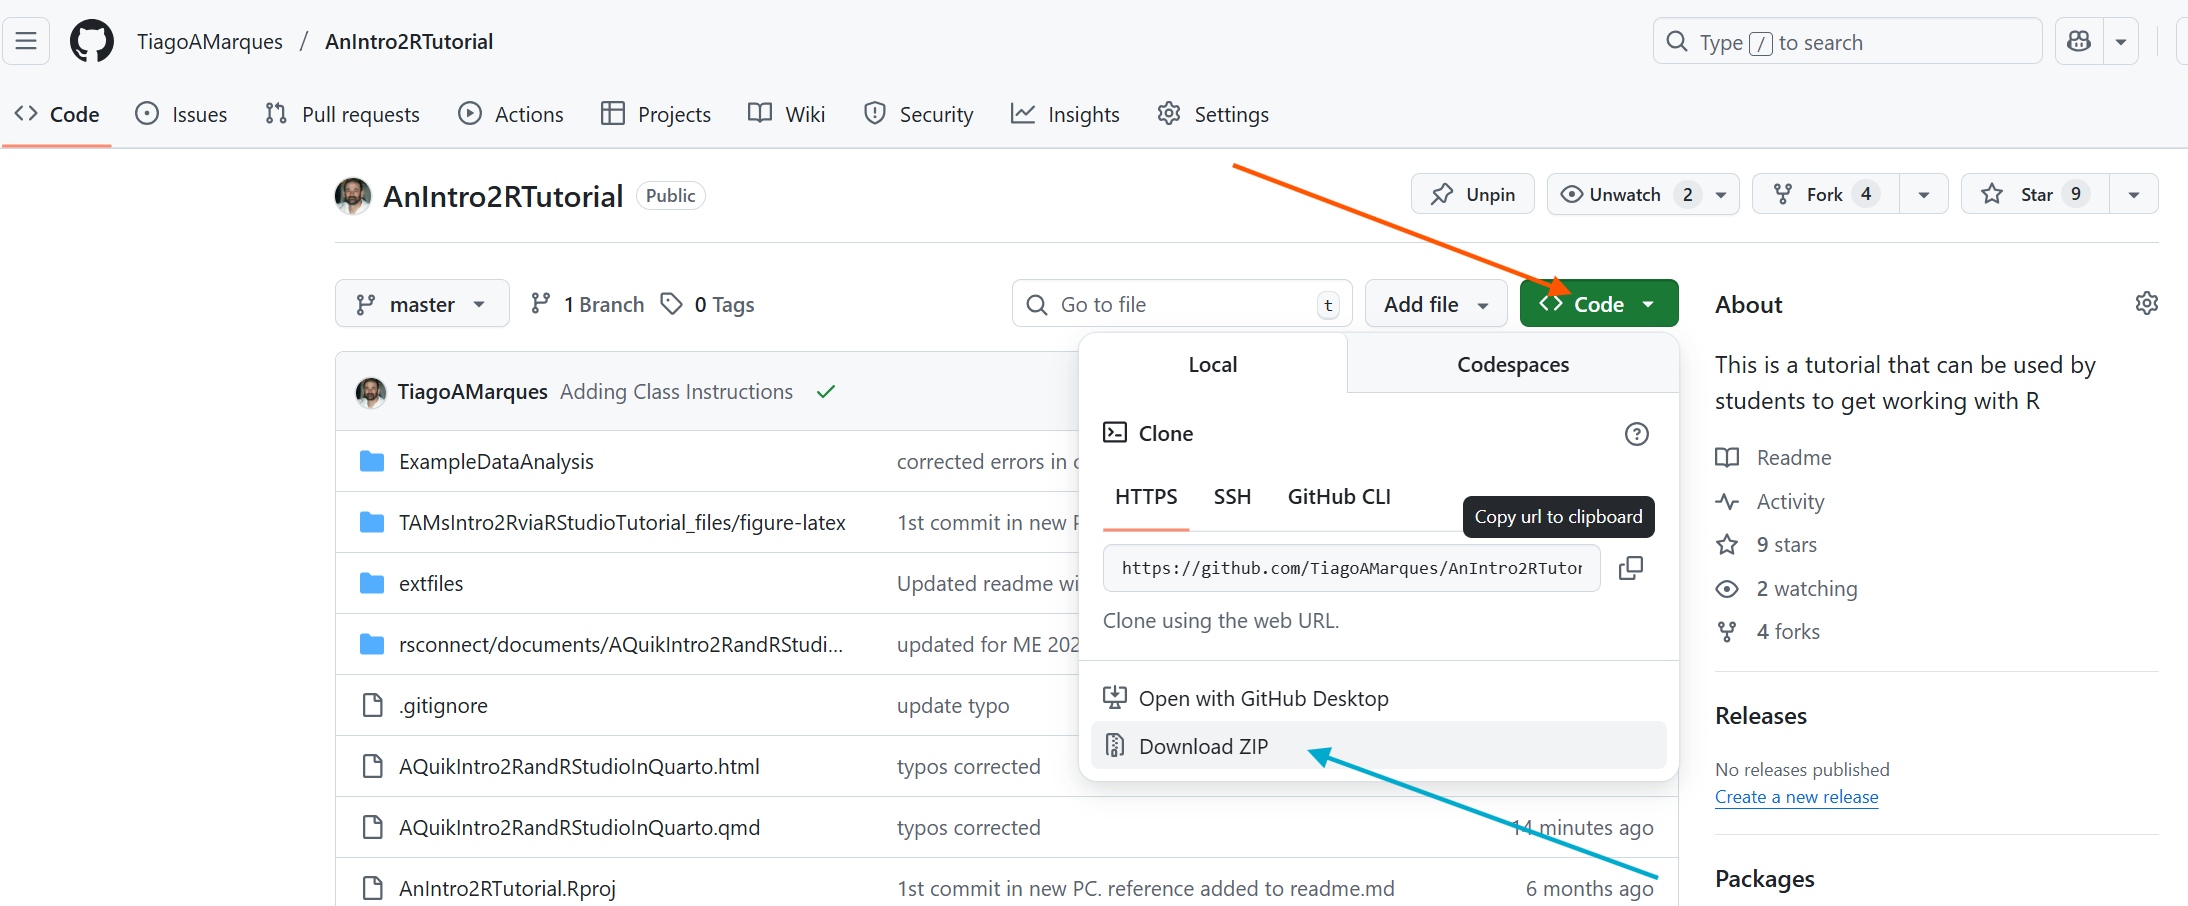 TiagoAMarques / AnIntro2RTutorial
Type / to search
Code Issues Pull requests Actions Projects Wiki Security Insights Settings
AnIntro2RTutorial Public
Unpin Unwatch 2 Fork 4 Star 9
master 1 Branch 0 Tags
Go to file t
Add file
Code
TiagoAMarques Adding Class Instructions
ExampleDataAnalysis corrected errors in
TAMsIntro2RviaRStudioTutorial_files/figure-latex 1st commit in new
extfiles Updated readme wi
rsconnect/documents/AQuikIntro2RandRStudi... updated for ME 202
.gitignore update typo
AQuikIntro2RandRStudioInQuarto.html typos corrected
AQuikIntro2RandRStudioInQuarto.qmd typos corrected 14 minutes ago
AnIntro2RTutorial.Rproj 1st commit in new PC. reference added to readme.md 6 months ago
Local Codespaces
Clone
HTTPS SSH GitHub CLI
Copy url to clipboard
https://github.com/TiagoAMarques/AnIntro2RTutor
Clone using the web URL.
Open with GitHub Desktop
Download ZIP
About
This is a tutorial that can be used by
students to get working with R
Readme
Activity
9 stars
2 watching
4 forks
Releases
No releases published
Create a new release
Packages